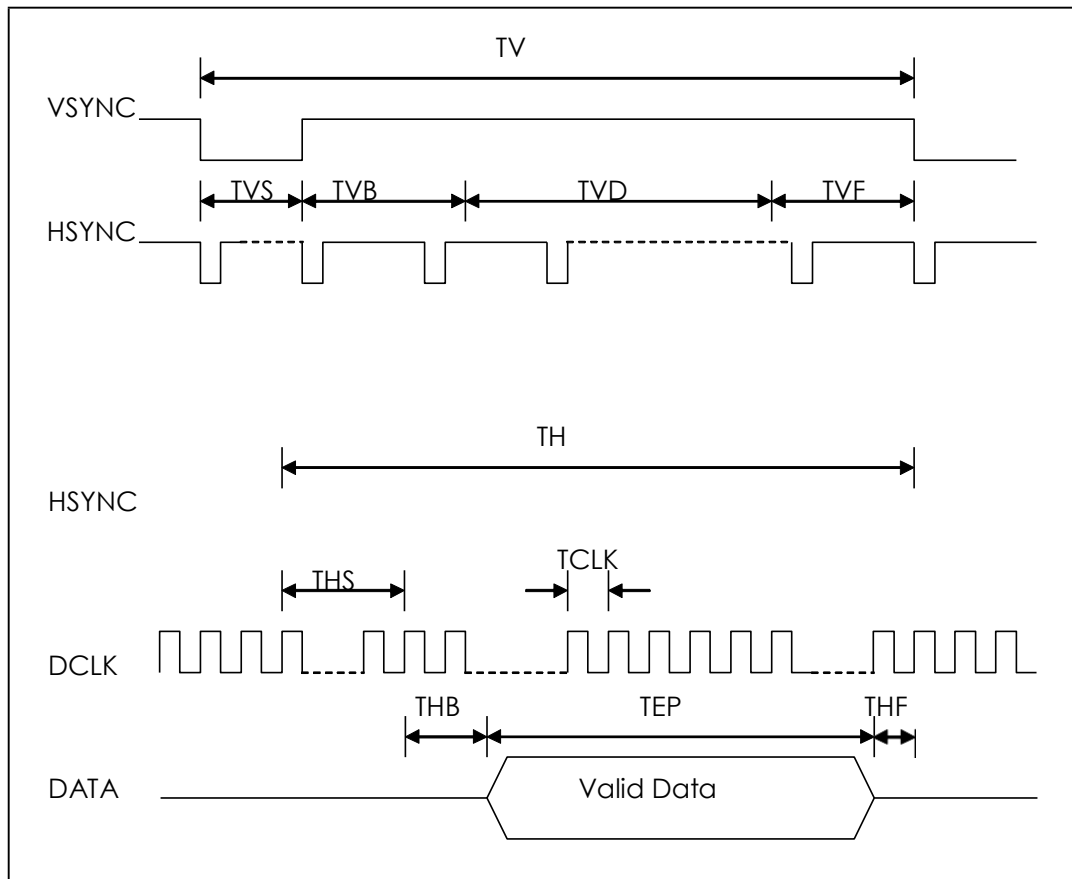 TV
VSYNC
TVS TVB TVD TVF
HSYNC
TH
HSYNC
TCLK
THS
DCLK
THB TEP THF
DATA Valid Data